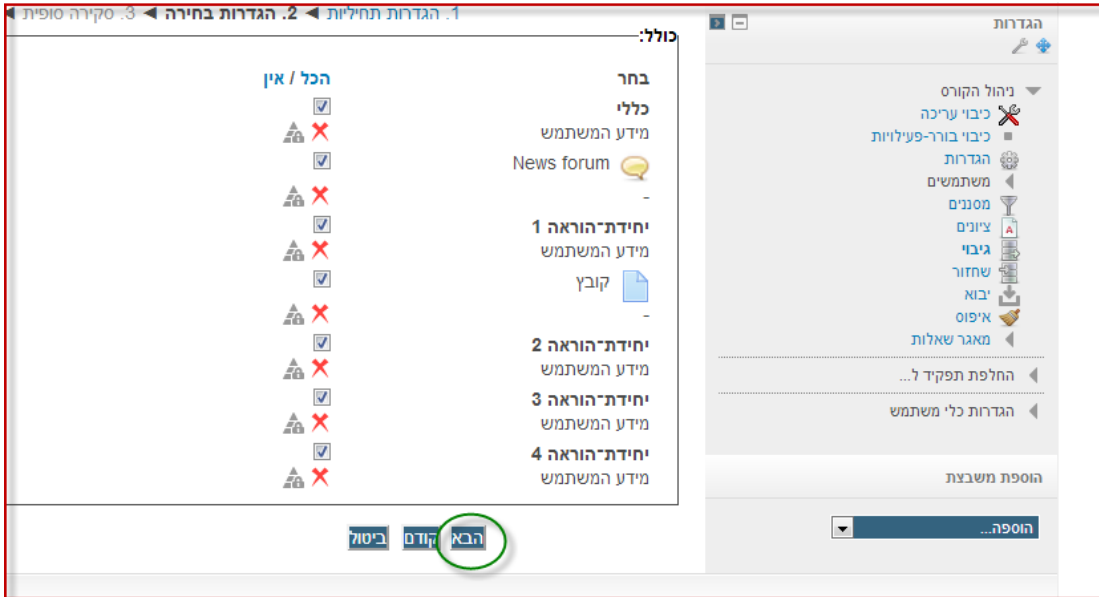 הגדרות
ניהול הקורס
כיבוי עריכה
כיבוי בורר-פעילויות
הגדרות
משתמשים
מסננים
ציונים
גיבוי
שחזור
יבוא
איפוס
מאגר שאלות
החלפת תפקיד ל...
הגדרות כלי משתמש
הוספת משבצת
הוספה...
1. הגדרות תחיליות ◄ 2. הגדרות בחירה ◄ 3. סקירה סופית ◄
כולל:
בחר הכל / אין
כללי
מידע המשתמש
News forum
-
יחידת־הוראה 1
מידע המשתמש
קובץ
-
יחידת־הוראה 2
מידע המשתמש
יחידת־הוראה 3
מידע המשתמש
יחידת־הוראה 4
מידע המשתמש
הבא קודם ביטול